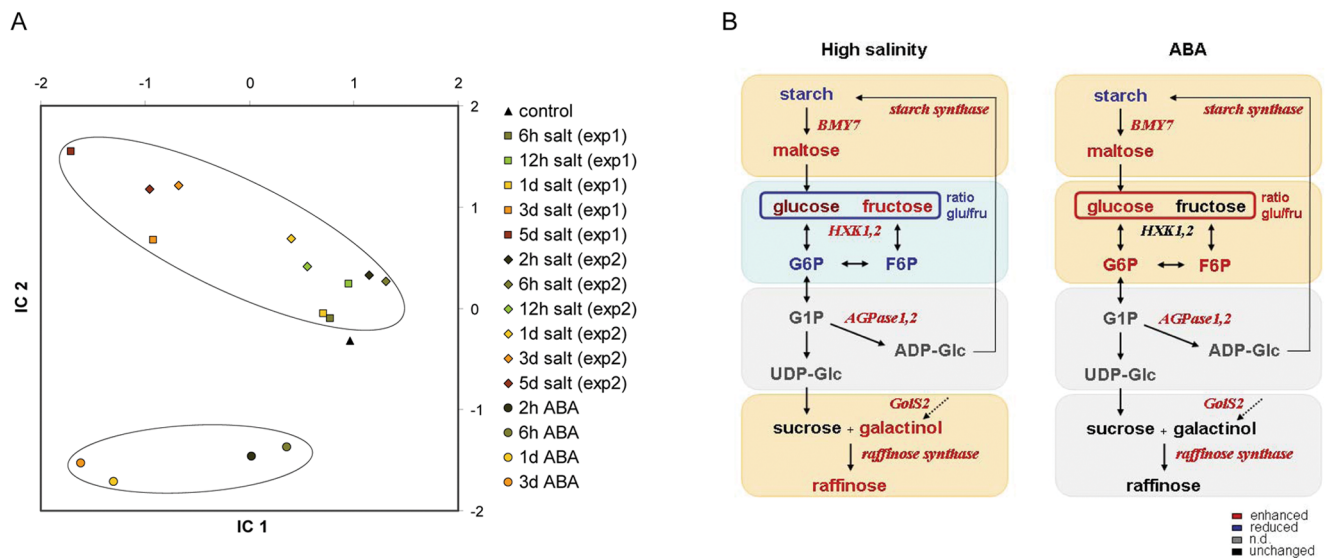 A
B
-2 -1 0 1 2
2
1
0
-1
-2
IC 2
IC 1
control
6h salt (exp1)
12h salt (exp1)
1d salt (exp1)
3d salt (exp1)
5d salt (exp1)
2h salt (exp2)
6h salt (exp2)
12h salt (exp2)
1d salt (exp2)
3d salt (exp2)
5d salt (exp2)
2h ABA
6h ABA
1d ABA
3d ABA
High salinity
starch
starch synthase
BMY7
maltose
glucose fructose
ratio
glu/fru
HXK1,2
G6P F6P
G1P
AGPase1,2
ADP-Glc
UDP-Glc
GolS2
sucrose + galactinol
raffinose synthase
raffinose
ABA
starch
starch synthase
BMY7
maltose
glucose fructose
ratio
glu/fru
HXK1,2
G6P F6P
G1P
AGPase1,2
ADP-Glc
UDP-Glc
GolS2
sucrose + galactinol
raffinose synthase
raffinose
enhanced
reduced
n.d.
unchanged